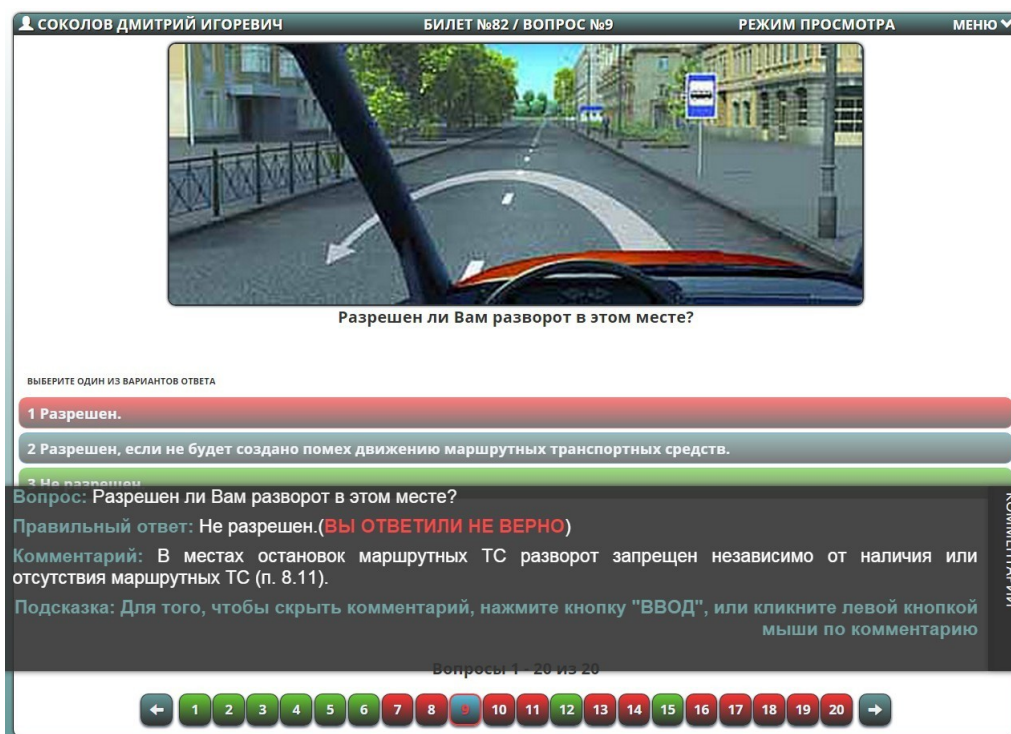 СОКОЛОВ ДМИТРИЙ ИГОРЕВИЧ БИЛЕТ №82 / ВОПРОС №9 РЕЖИМ ПРОСМОТРА МЕНЮ
Разрешен ли Вам разворот в этом месте?
ВЫБЕРИТЕ ОДИН ИЗ ВАРИАНТОВ ОТВЕТА
1 Разрешен.
2 Разрешен, если не будет создано помех движению маршрутных транспортных средств.
3 Не разрешен.
Вопрос: Разрешен ли Вам разворот в этом месте?
Правильный ответ: Не разрешен.(ВЫ ОТВЕТИЛИ НЕ ВЕРНО)
Комментарий: В местах остановок маршрутных ТС разворот запрещен независимо от наличия или
отсутствия маршрутных ТС (п. 8.11).
Подсказка: Для того, чтобы скрыть комментарий, нажмите кнопку "ВВОД", или кликните левой кнопкой
мыши по комментарию
КОММЕНТАРИИ
Вопросы 1 - 20 из 20
1 2 3 4 5 6 7 8 9 10 11 12 13 14 15 16 17 18 19 20